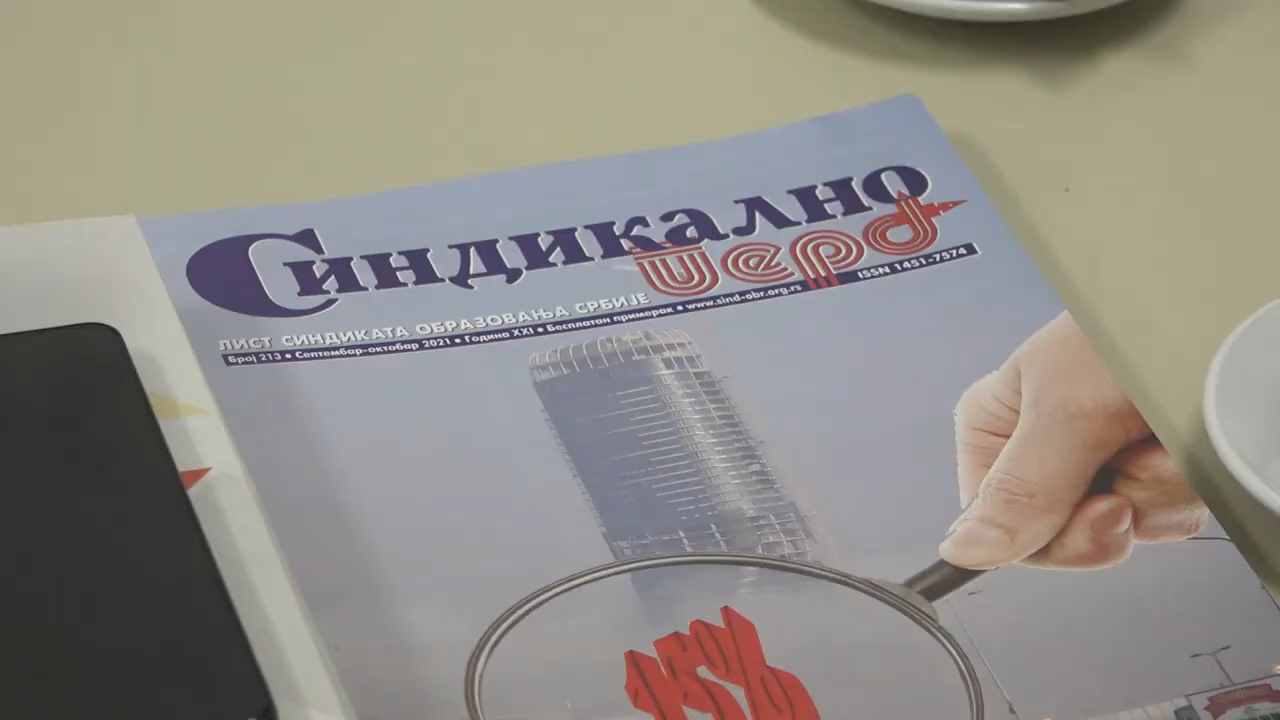 Синдикално
перо
ЛИСТ СИНДИКАТА ОБРАЗОВАЊА СРБИЈЕ
Број 213 • Септембар-октобар 2021 • Година XXI • Бесплатан примерак • www.sind-obr.org.rs ISSN 1451-7574